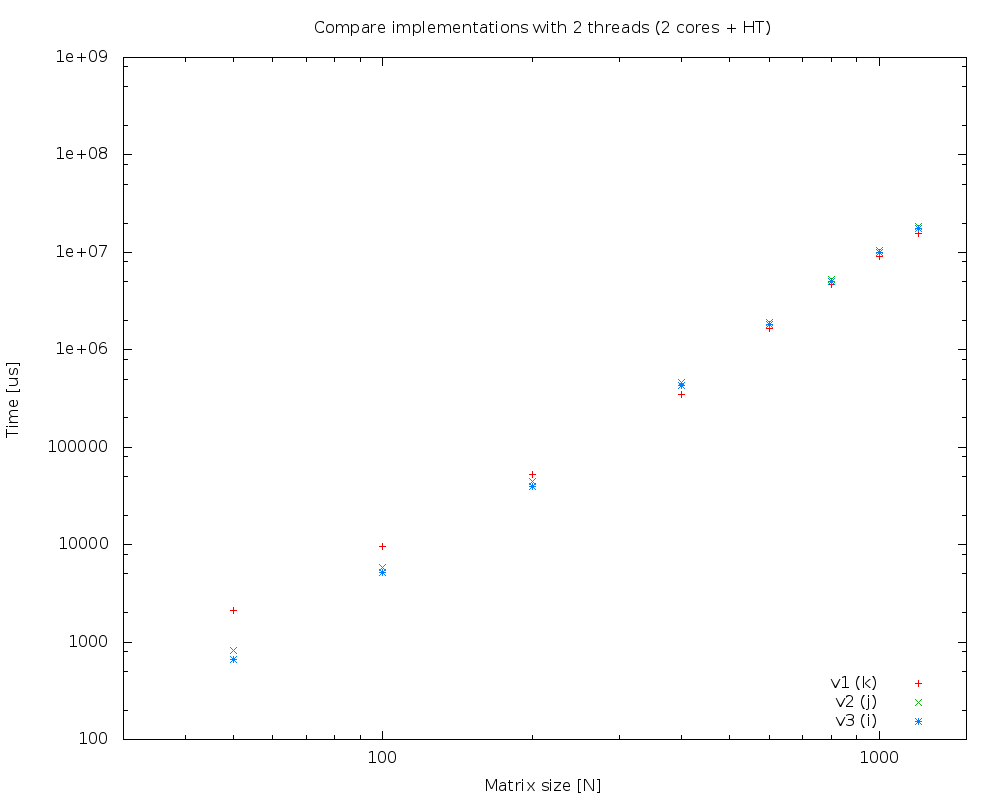 Compare implementations with 2 threads (2 cores + HT)
1e+09
1e+08
1e+07
1e+06
100000
10000
1000
100
Time [us]
v1 (k)
v2 (j)
v3 (i)
100
1000
Matrix size [N]